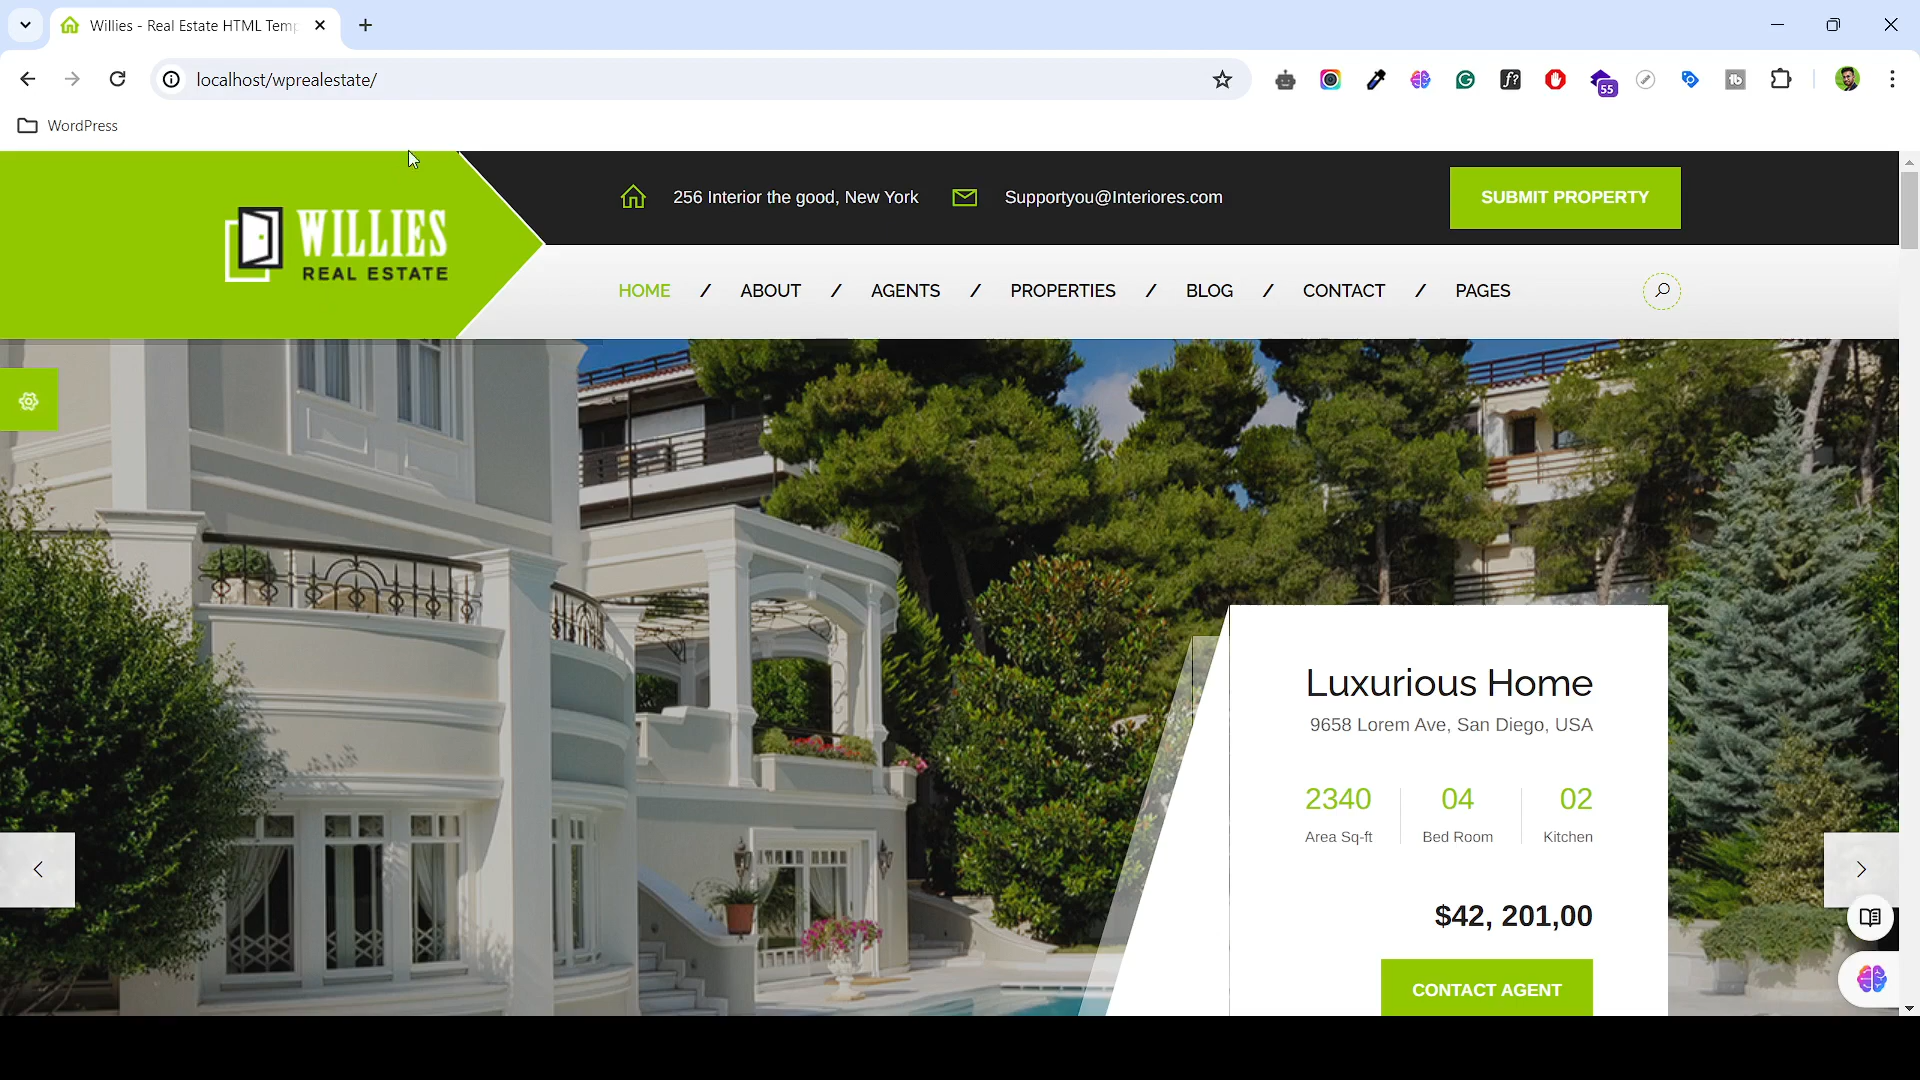 Willies - Real Estate HTML Temp
localhost/wprealestate/
55
WordPress
256 Interior the good, New York
Supportyou@Interiores.com
SUBMIT PROPERTY
WILLIES
REAL ESTATE
HOME / ABOUT / AGENTS / PROPERTIES / BLOG / CONTACT / PAGES
Luxurious Home
9658 Lorem Ave, San Diego, USA
2340 04 02
Area Sq-ft Bed Room Kitchen
$42, 201,00
CONTACT AGENT